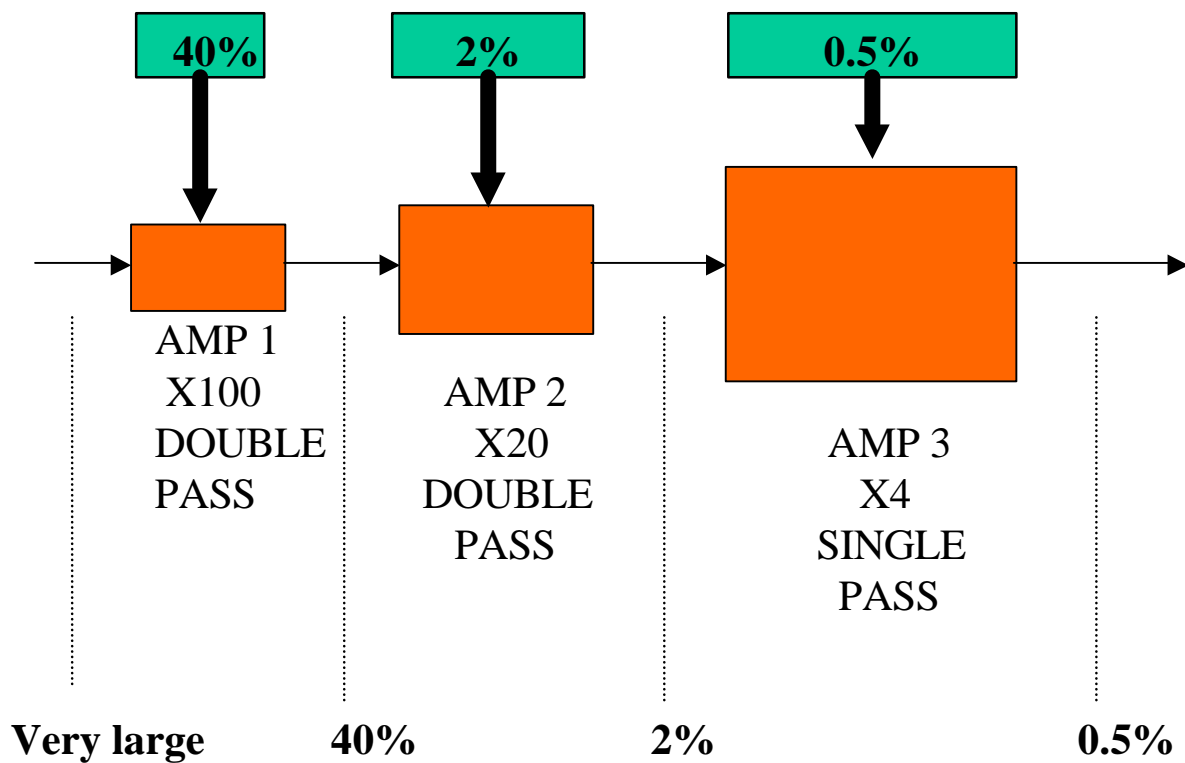 40%
2%
0.5%
AMP 1
X100
DOUBLE
PASS
AMP 2
X20
DOUBLE
PASS
AMP 3
X4
SINGLE
PASS
Very large
40%
2%
0.5%